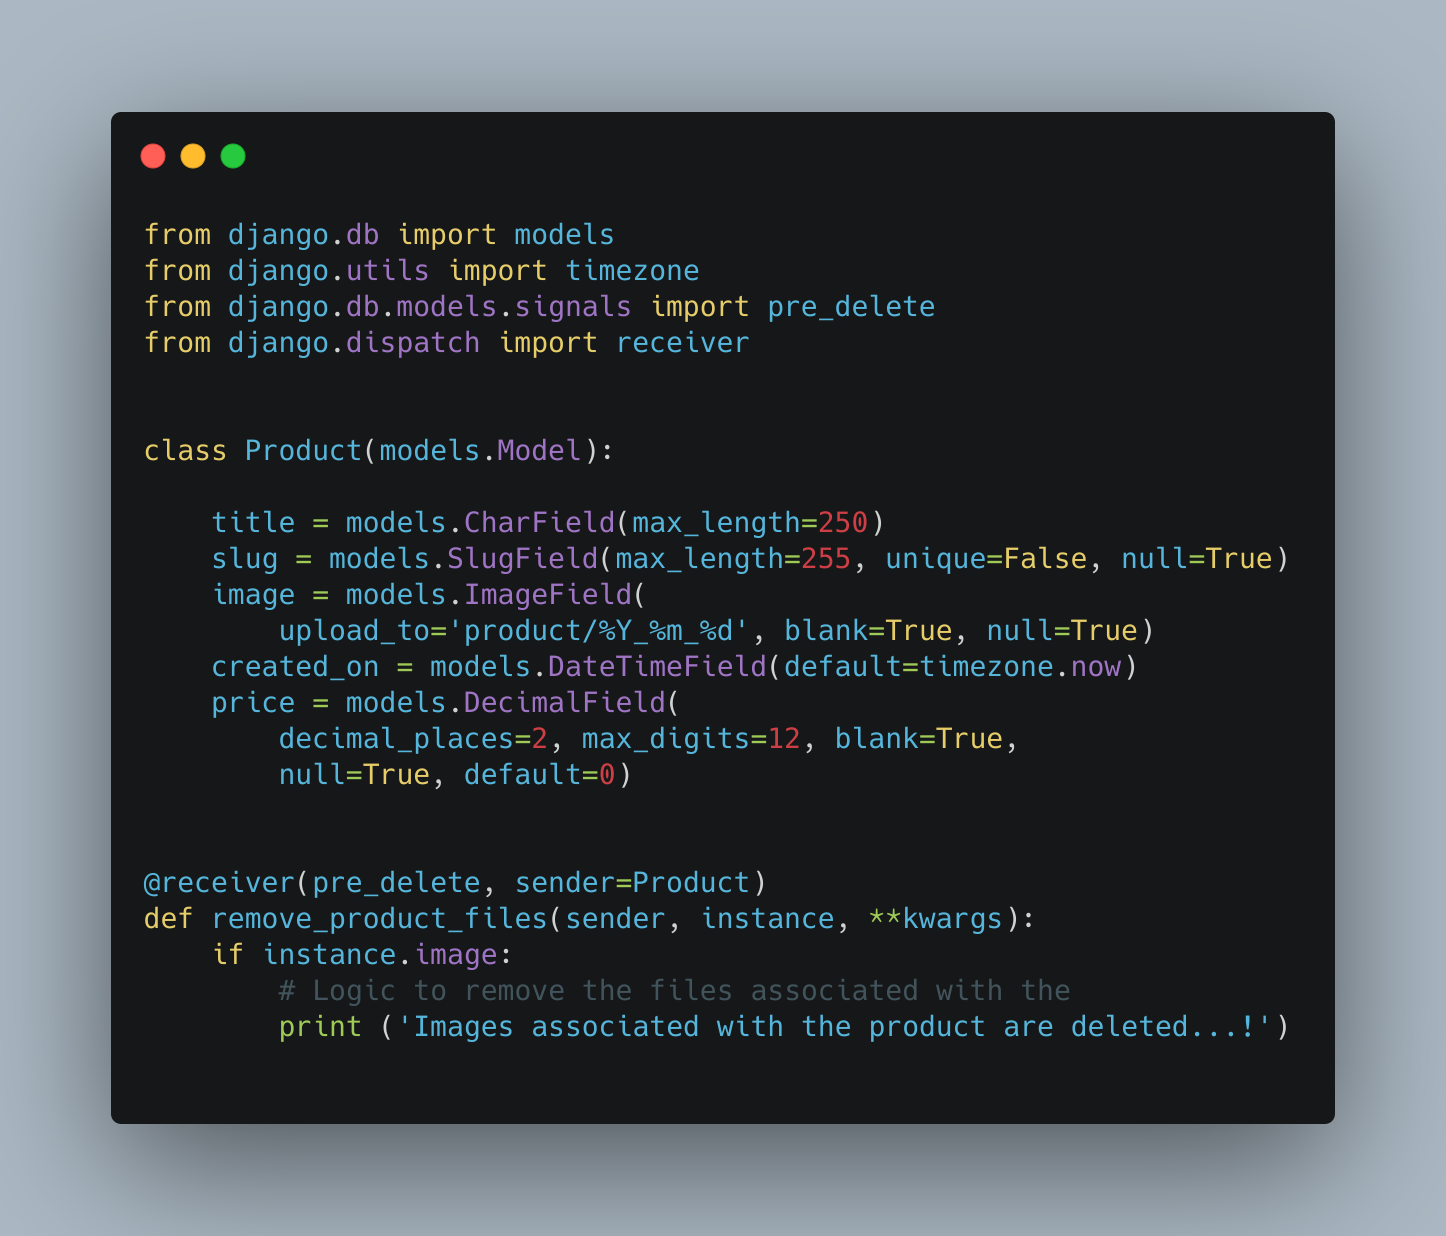 from django.db import models
from django.utils import timezone
from django.db.models.signals import pre_delete
from django.dispatch import receiver
class Product(models.Model):
    title = models.CharField(max_length=250)
    slug = models.SlugField(max_length=255, unique=False, null=True)
    image = models.ImageField(
        upload_to='product/%Y_%m_%d', blank=True, null=True)
    created_on = models.DateTimeField(default=timezone.now)
    price = models.DecimalField(
        decimal_places=2, max_digits=12, blank=True,
        null=True, default=0)
@receiver(pre_delete, sender=Product)
def remove_product_files(sender, instance, **kwargs):
    if instance.image:
        # Logic to remove the files associated with the
        print ('Images associated with the product are deleted...!')